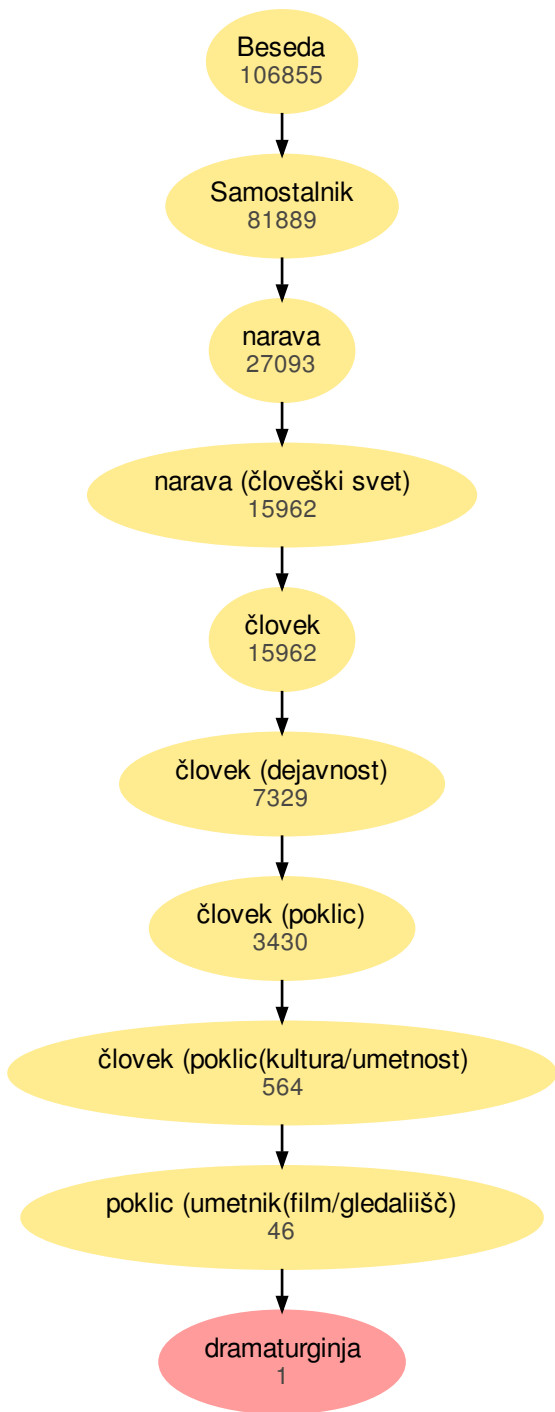 Beseda
106855
Samostalnik
81889
narava
27093
narava (človeški svet)
15962
človek
15962
človek (dejavnost)
7329
človek (poklic)
3430
človek (poklic(kultura/umetnost)
564
poklic (umetnik(film/gledaliišč)
46
dramaturginja
1